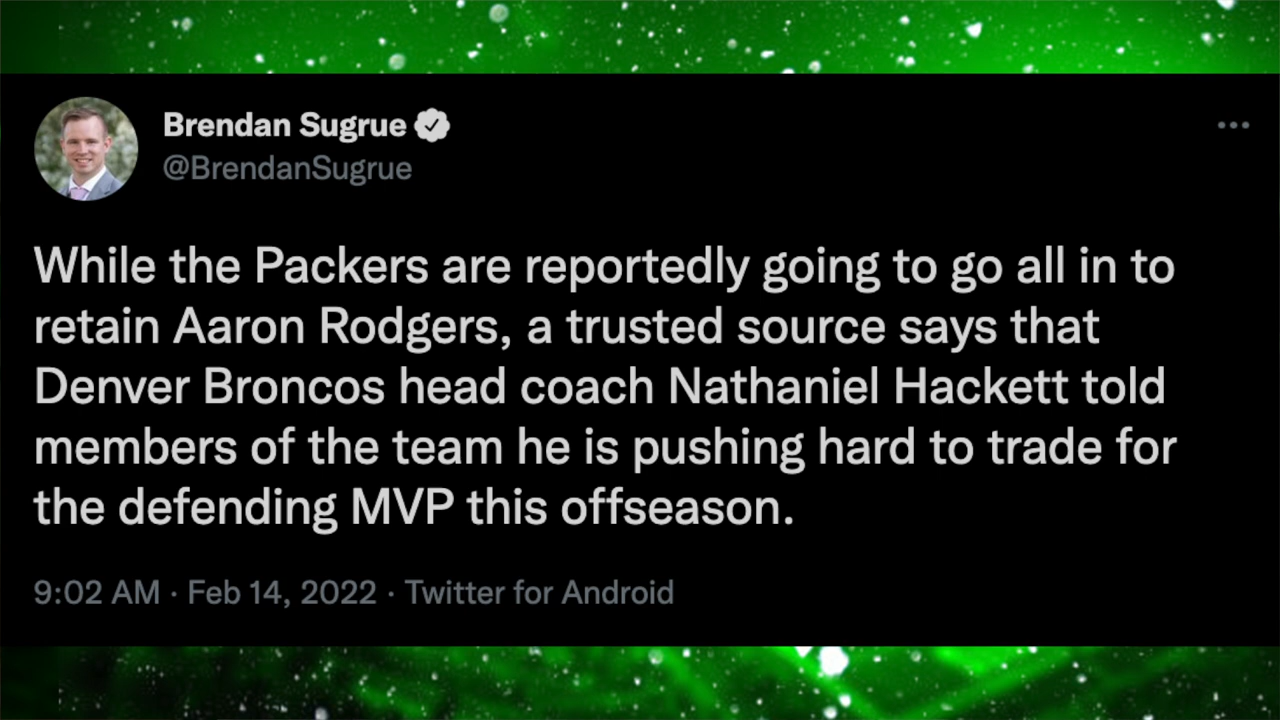 Brendan Sugrue
@BrendanSugrue
While the Packers are reportedly going to go all in to
retain Aaron Rodgers, a trusted source says that
Denver Broncos head coach Nathaniel Hackett told
members of the team he is pushing hard to trade for
the defending MVP this offseason.
9:02 AM · Feb 14, 2022 · Twitter for Android